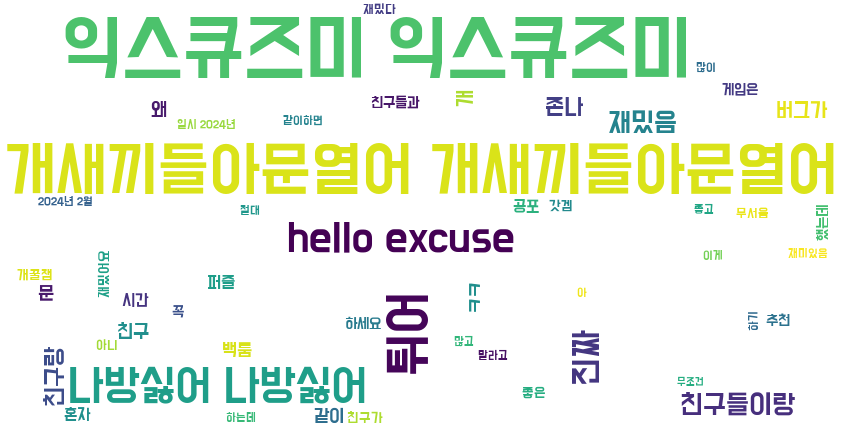 재밌다
익스큐즈미 익스큐즈미
많이
게임은
왜
친구들과
존나
버그가
일시 2024년
같이하면
재밌음
개새끼들아문열어 개새끼들아문열어
2024년 2월
절대
공포
갓겜
좋고
무서움
했는데
hello excuse
이게
재미있음
개꿀잼
재밌어요
퍼즐
문
시간
꼭
ㅋㅋ
아
튀어
친구
하세요
하기
추천
아니
백룸
많고
말라고
진짜
친구랑
나방싫어 나방싫어
좋은
무조건
친구들이랑
혼자
하는데
같이
친구가